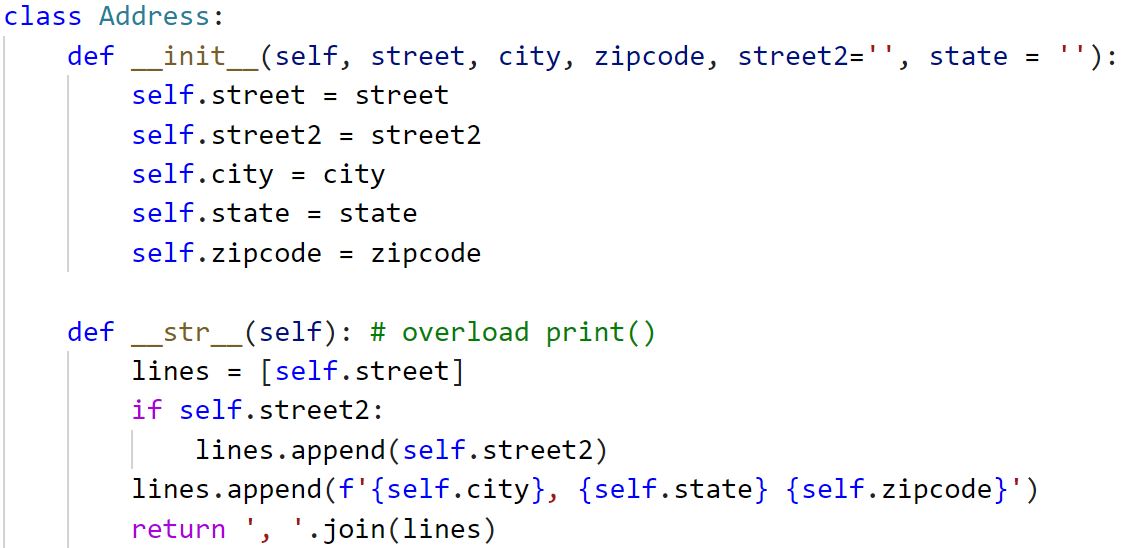 class Address:
    def __init__(self, street, city, zipcode, street2='', state = ''):
        self.street = street
        self.street2 = street2
        self.city = city
        self.state = state
        self.zipcode = zipcode

    def __str__(self): # overload print()
        lines = [self.street]
        if self.street2:
            lines.append(self.street2)
        lines.append(f'{self.city}, {self.state} {self.zipcode}')
        return ', '.join(lines)